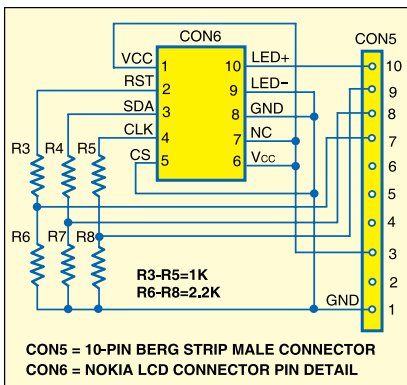 CON6
CON5
VCC 1 10 LED+ 10
RST 2 9 LED– 9
SDA 3 8 GND 8
CLK 4 7 NC 7
CS 5 6 Vcc 6
R3 R4 R5
5
4
R6 R7 R8 3
R3-R5=1K
R6-R8=2.2K
2
GND 1
CON5 = 10-PIN BERG STRIP MALE CONNECTOR
CON6 = NOKIA LCD CONNECTOR PIN DETAIL